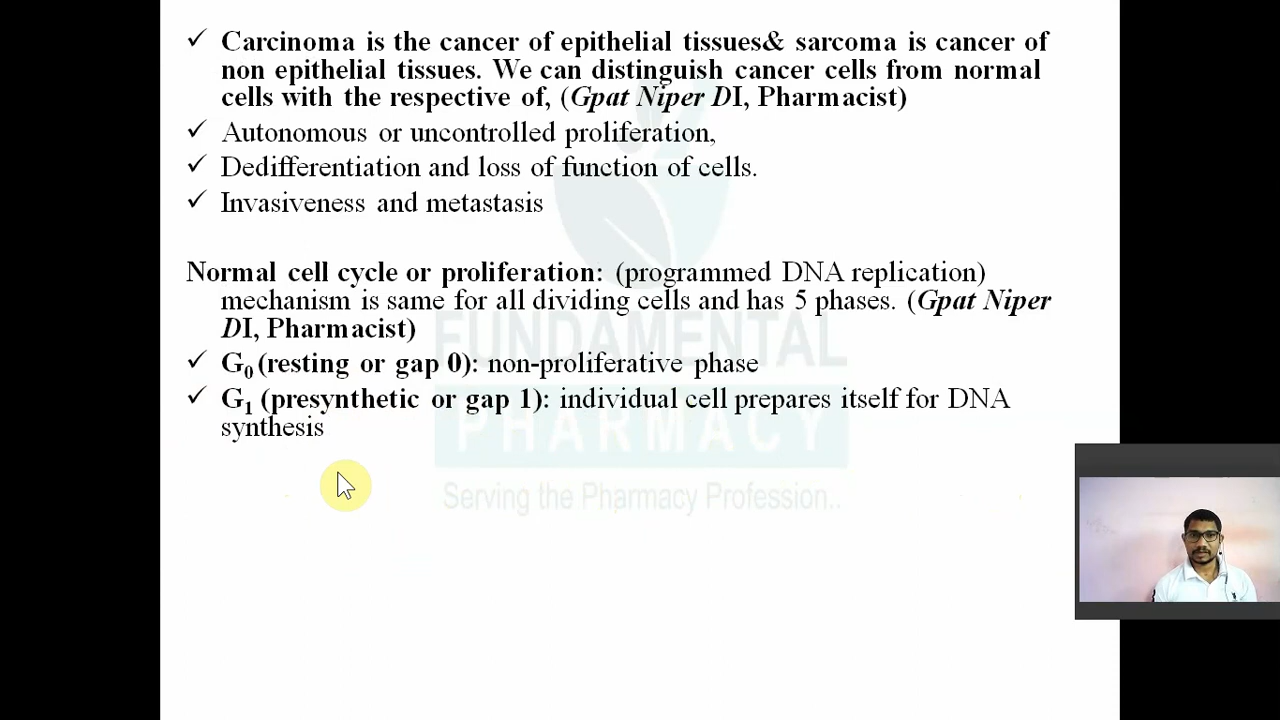 ✓ Carcinoma is the cancer of epithelial tissues& sarcoma is cancer of
non epithelial tissues. We can distinguish cancer cells from normal
cells with the respective of, (Gpat Niper DI, Pharmacist)
✓ Autonomous or uncontrolled proliferation,
✓ Dedifferentiation and loss of function of cells.
✓ Invasiveness and metastasis
Normal cell cycle or proliferation: (programmed DNA replication)
mechanism is same for all dividing cells and has 5 phases. (Gpat Niper
DI, Pharmacist)
✓ G₀ (resting or gap 0): non-proliferative phase
✓ G₁ (presynthetic or gap 1): individual cell prepares itself for DNA
synthesis
FUNDAMENTAL
PHARMACY
Serving the Pharmacy Profession..